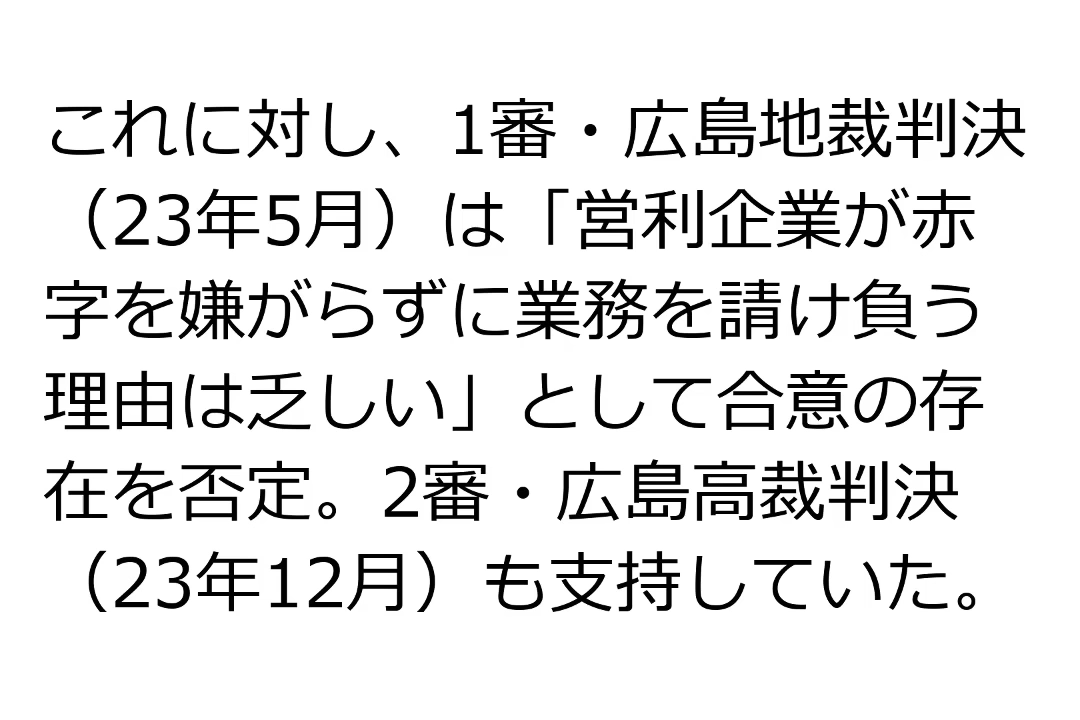 これに対し、1審・広島地裁判決
（23年5月）は「営利企業が赤
字を嫌がらずに業務を請け負う
理由は乏しい」として合意の存
在を否定。2審・広島高裁判決
（23年12月）も支持していた。